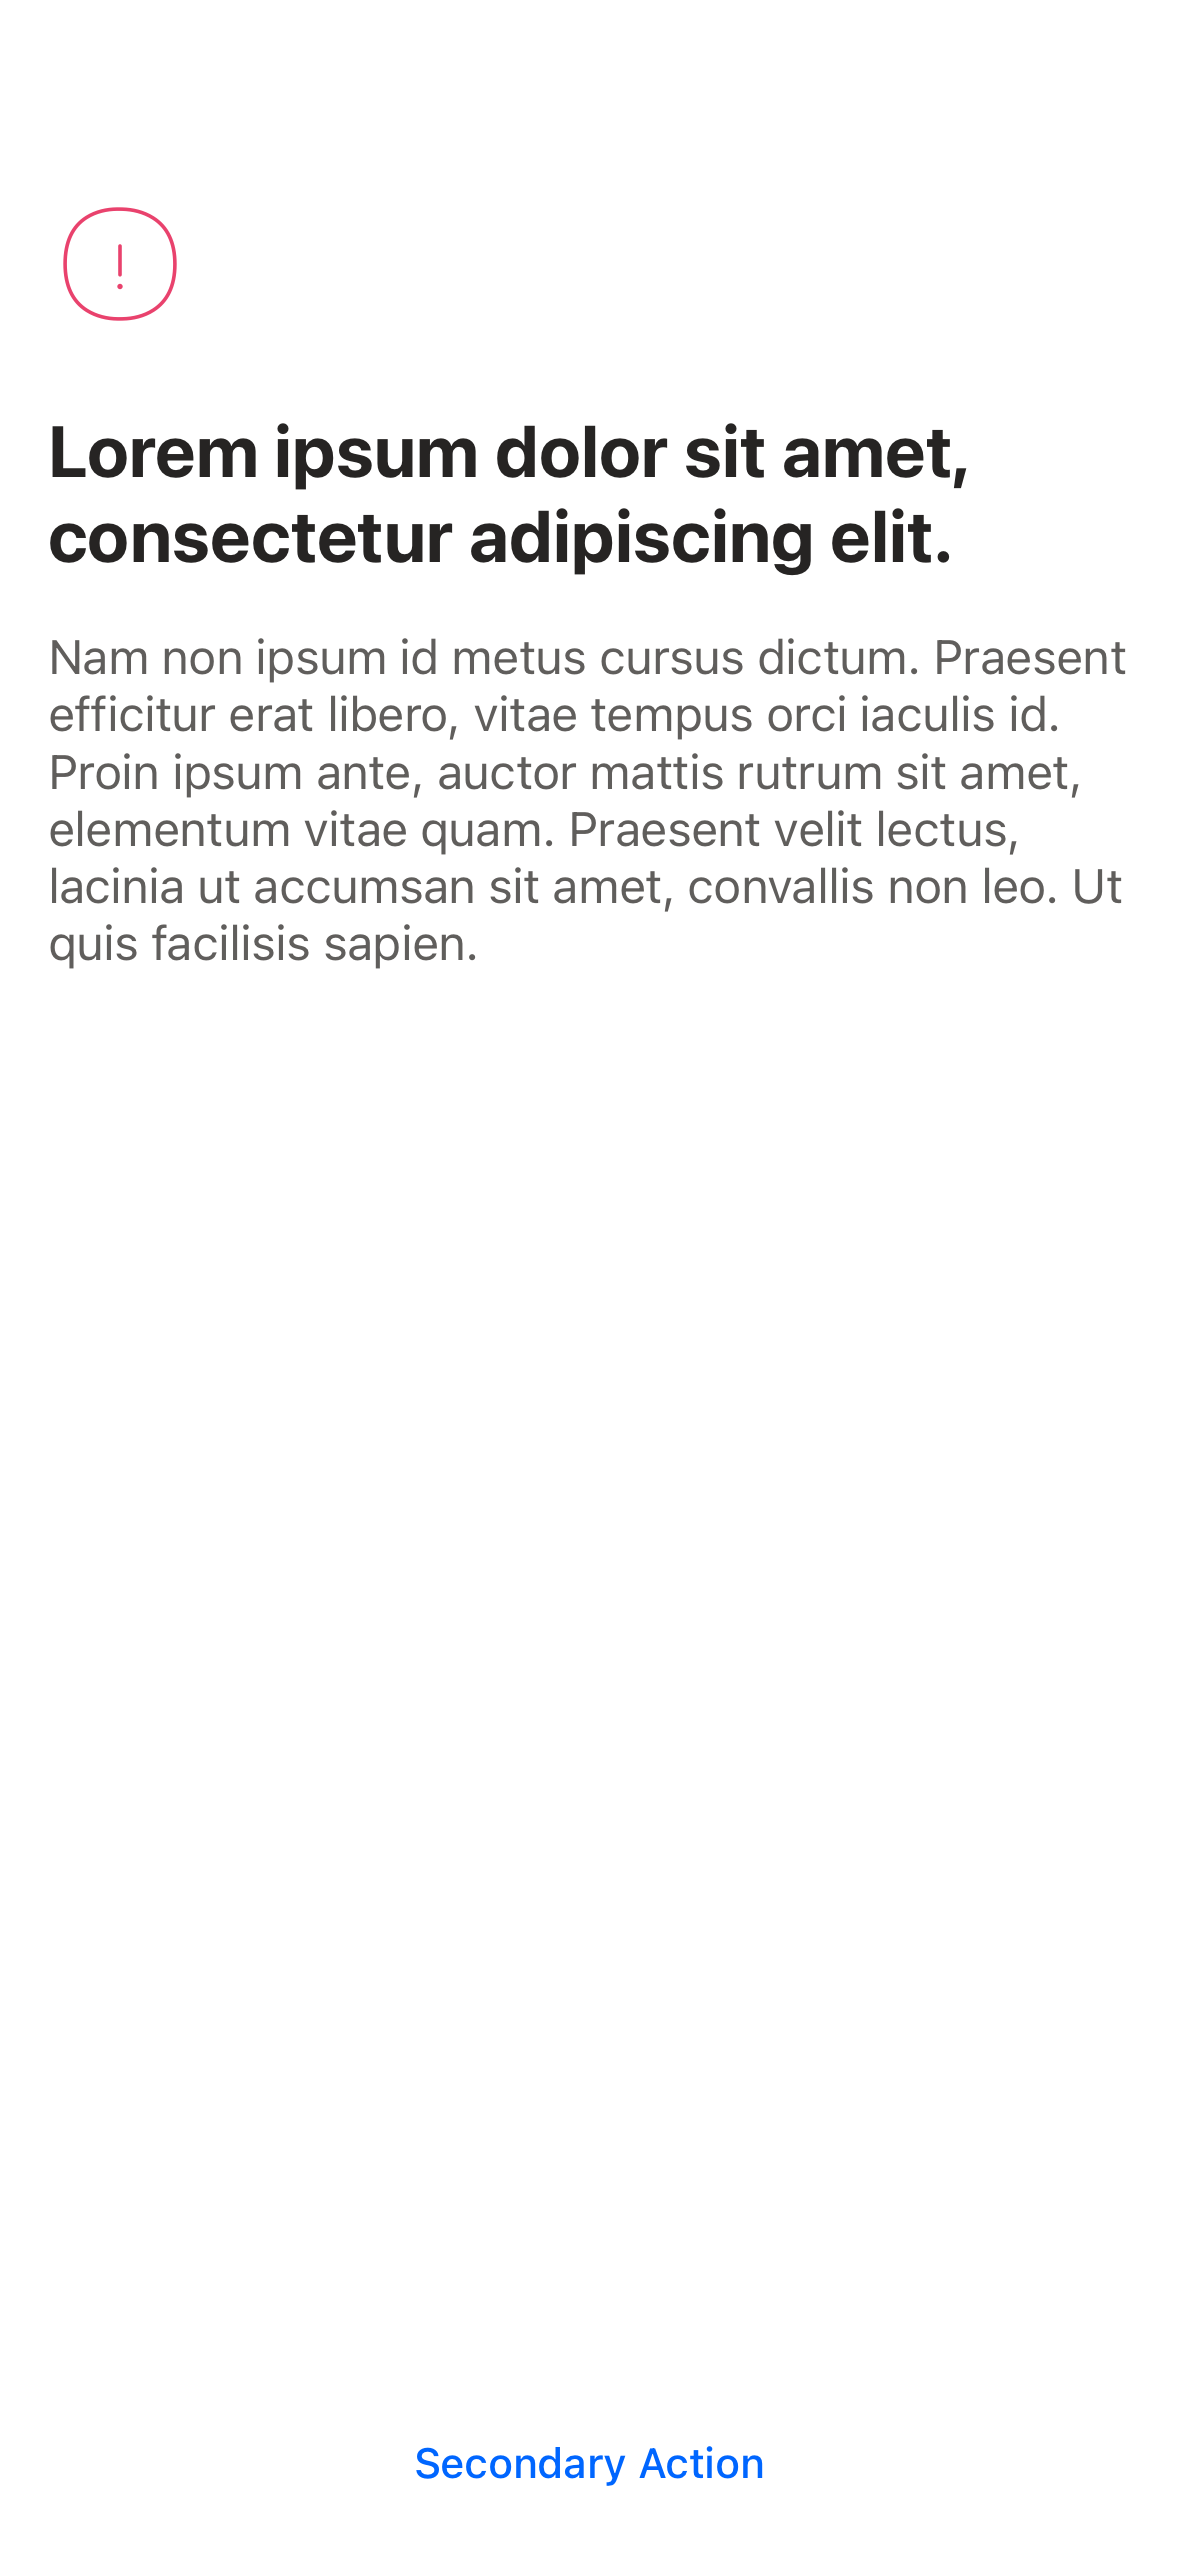 Lorem ipsum dolor sit amet,
consectetur adipiscing elit.
Nam non ipsum id metus cursus dictum. Praesent
efficitur erat libero, vitae tempus orci iaculis id.
Proin ipsum ante, auctor mattis rutrum sit amet,
elementum vitae quam. Praesent velit lectus,
lacinia ut accumsan sit amet, convallis non leo. Ut
quis facilisis sapien.
Secondary Action